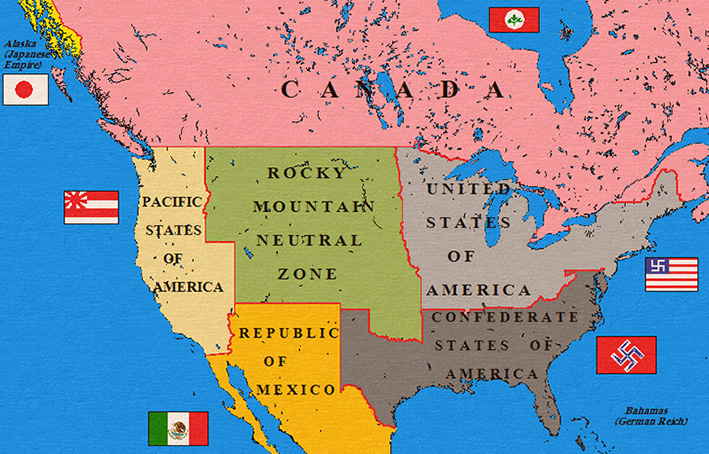 Alaska
(Japanese
Empire)
CANADA
ROCKY
MOUNTAIN
NEUTRAL
ZONE
UNITED
STATES
OF
AMERICA
PACIFIC
STATES
OF
AMERICA
CONFEDERATE
STATES OF
AMERICA
REPUBLIC
OF
MEXICO
Bahamas
(German Reich)